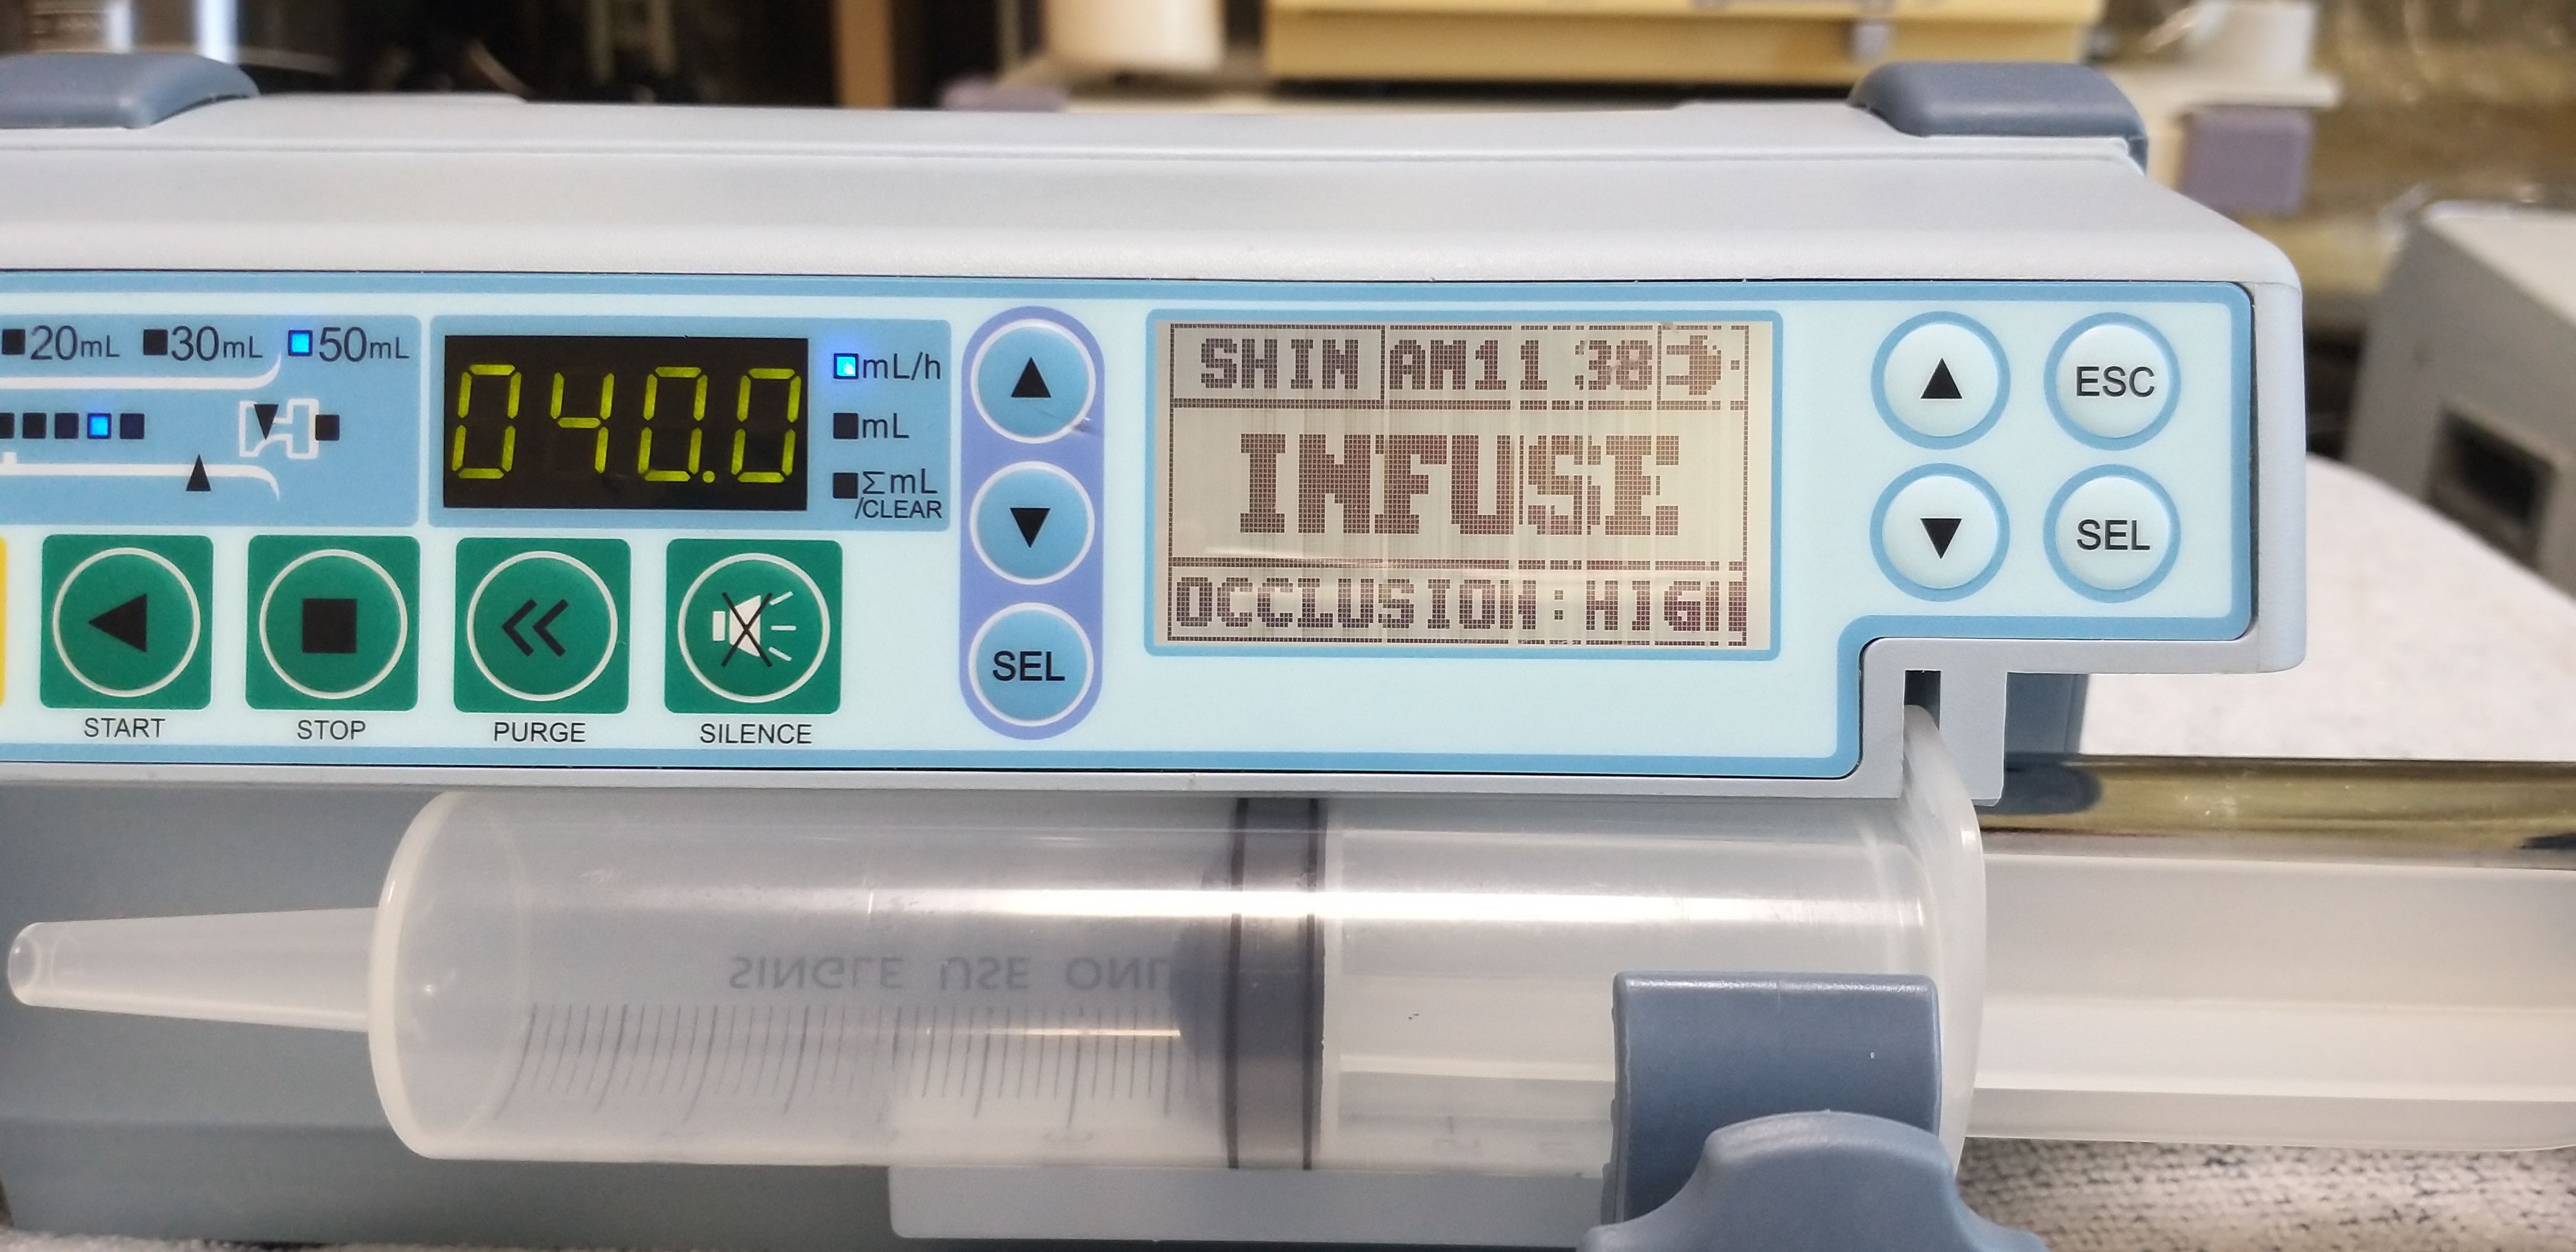 20mL 30mL 50mL
040.0
mL/h
mL
ΣmL
/CLEAR
START
STOP
PURGE
SILENCE
SEL
SHIN AM11:38
INFUSE
OCCLUSION:HIGH
ESC
SEL
SINGLE USE ONL